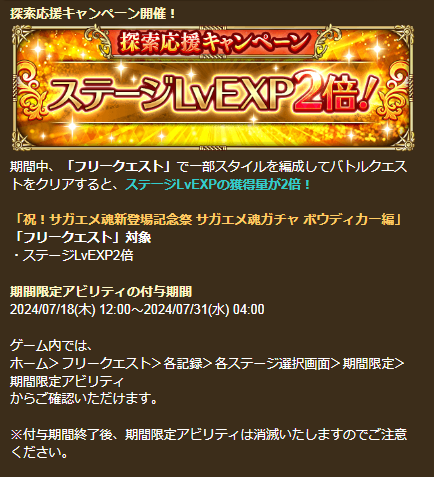 探索応援キャンペーン開催！
探索応援キャンペーン
ステージLvEXP2倍!
期間中、「フリークエスト」で一部スタイルを編成してバトルクエス
トをクリアすると、ステージLvEXPの獲得量が2倍！
「祝！サガエメ魂新登場記念祭 サガエメ魂ガチャ ボウディカー編」
「フリークエスト」対象
・ステージLvEXP2倍
期間限定アビリティの付与期間
2024/07/18(木) 12:00～2024/07/31(水) 04:00
ゲーム内では、
ホーム＞フリークエスト＞各記録＞各ステージ選択画面＞期間限定＞
期間限定アビリティ
からご確認いただけます。
※付与期間終了後、期間限定アビリティは消滅いたしますのでご注意
ください。